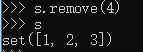 >>> s.remove(4)
>>> s
set([1, 2, 3])